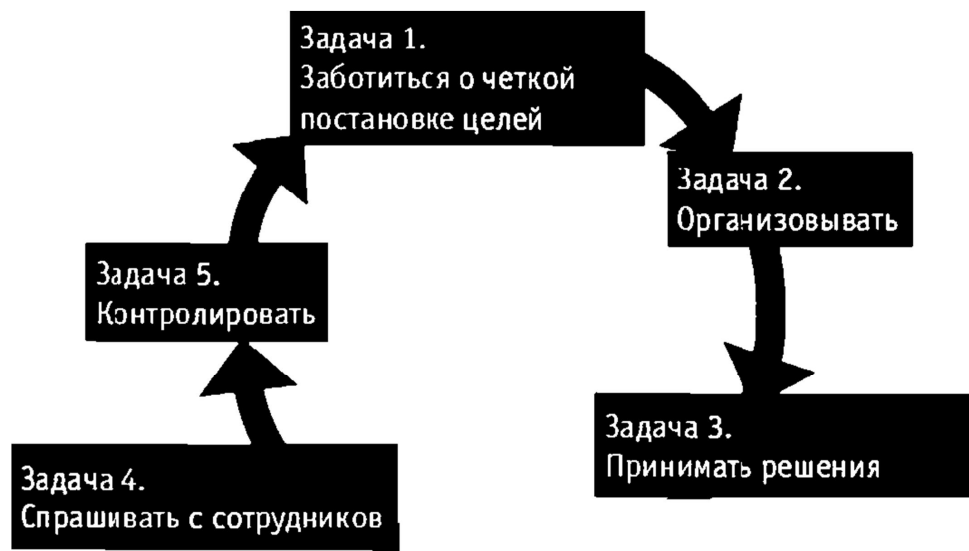 Задача 1.
Заботиться о четкой
постановке целей
Задача 2.
Организовывать
Задача 3.
Принимать решения
Задача 4.
Спрашивать с сотрудников
Задача 5.
Контролировать